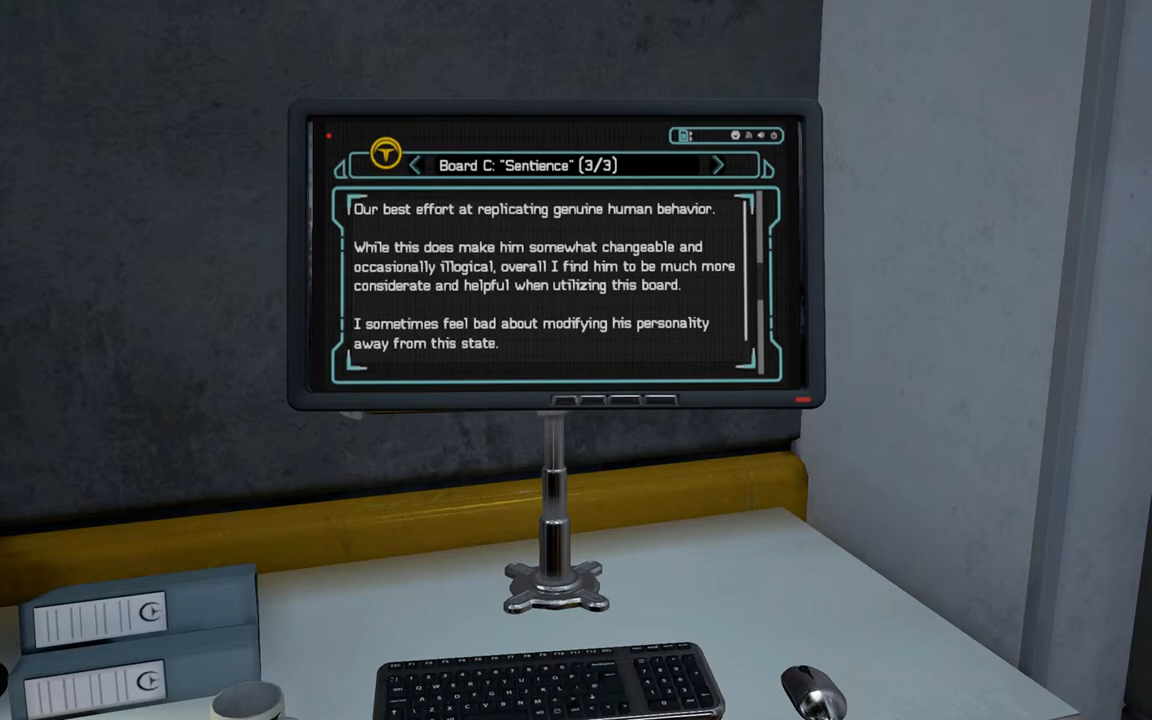 Board C: "Sentience" (3/3)
Our best effort at replicating genuine human behavior.
While this does make him somewhat changeable and
occasionally illogical, overall I find him to be much more
considerate and helpful when utilizing this board.
I sometimes feel bad about modifying his personality
away from this state.